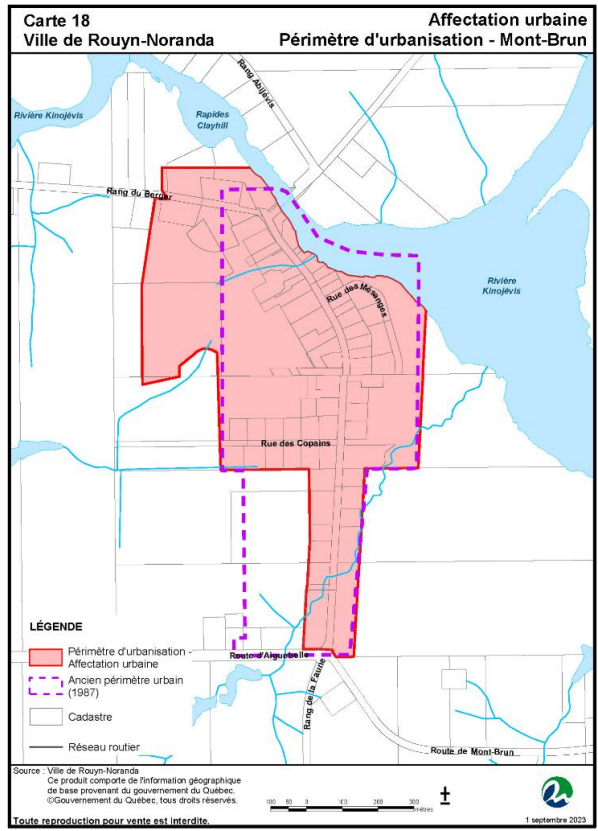 Carte 18
Ville de Rouyn-Noranda
Affectation urbaine
Périmètre d'urbanisation - Mont-Brun
Rang Abijévis
Rivière Kinojévis
Rapides
Clayhill
Rang du Berger
Rivière
Kinojévis
Rue des Mésanges
Rue des Copains
LÉGENDE
Périmètre d'urbanisation -
Affectation urbaine
Ancien périmètre urbain
(1987)
Cadastre
Réseau routier
Route d'Aiguebelle
Rang de la Faune
Route de Mont-Brun
Source : Ville de Rouyn-Noranda
Ce produit comporte de l'information géographique
de base provenant du gouvernement du Québec.
©Gouvernement du Québec, tous droits réservés.
Toute reproduction pour vente est interdite.
100 50 0 100 200 300
mètres
1 septembre 2023